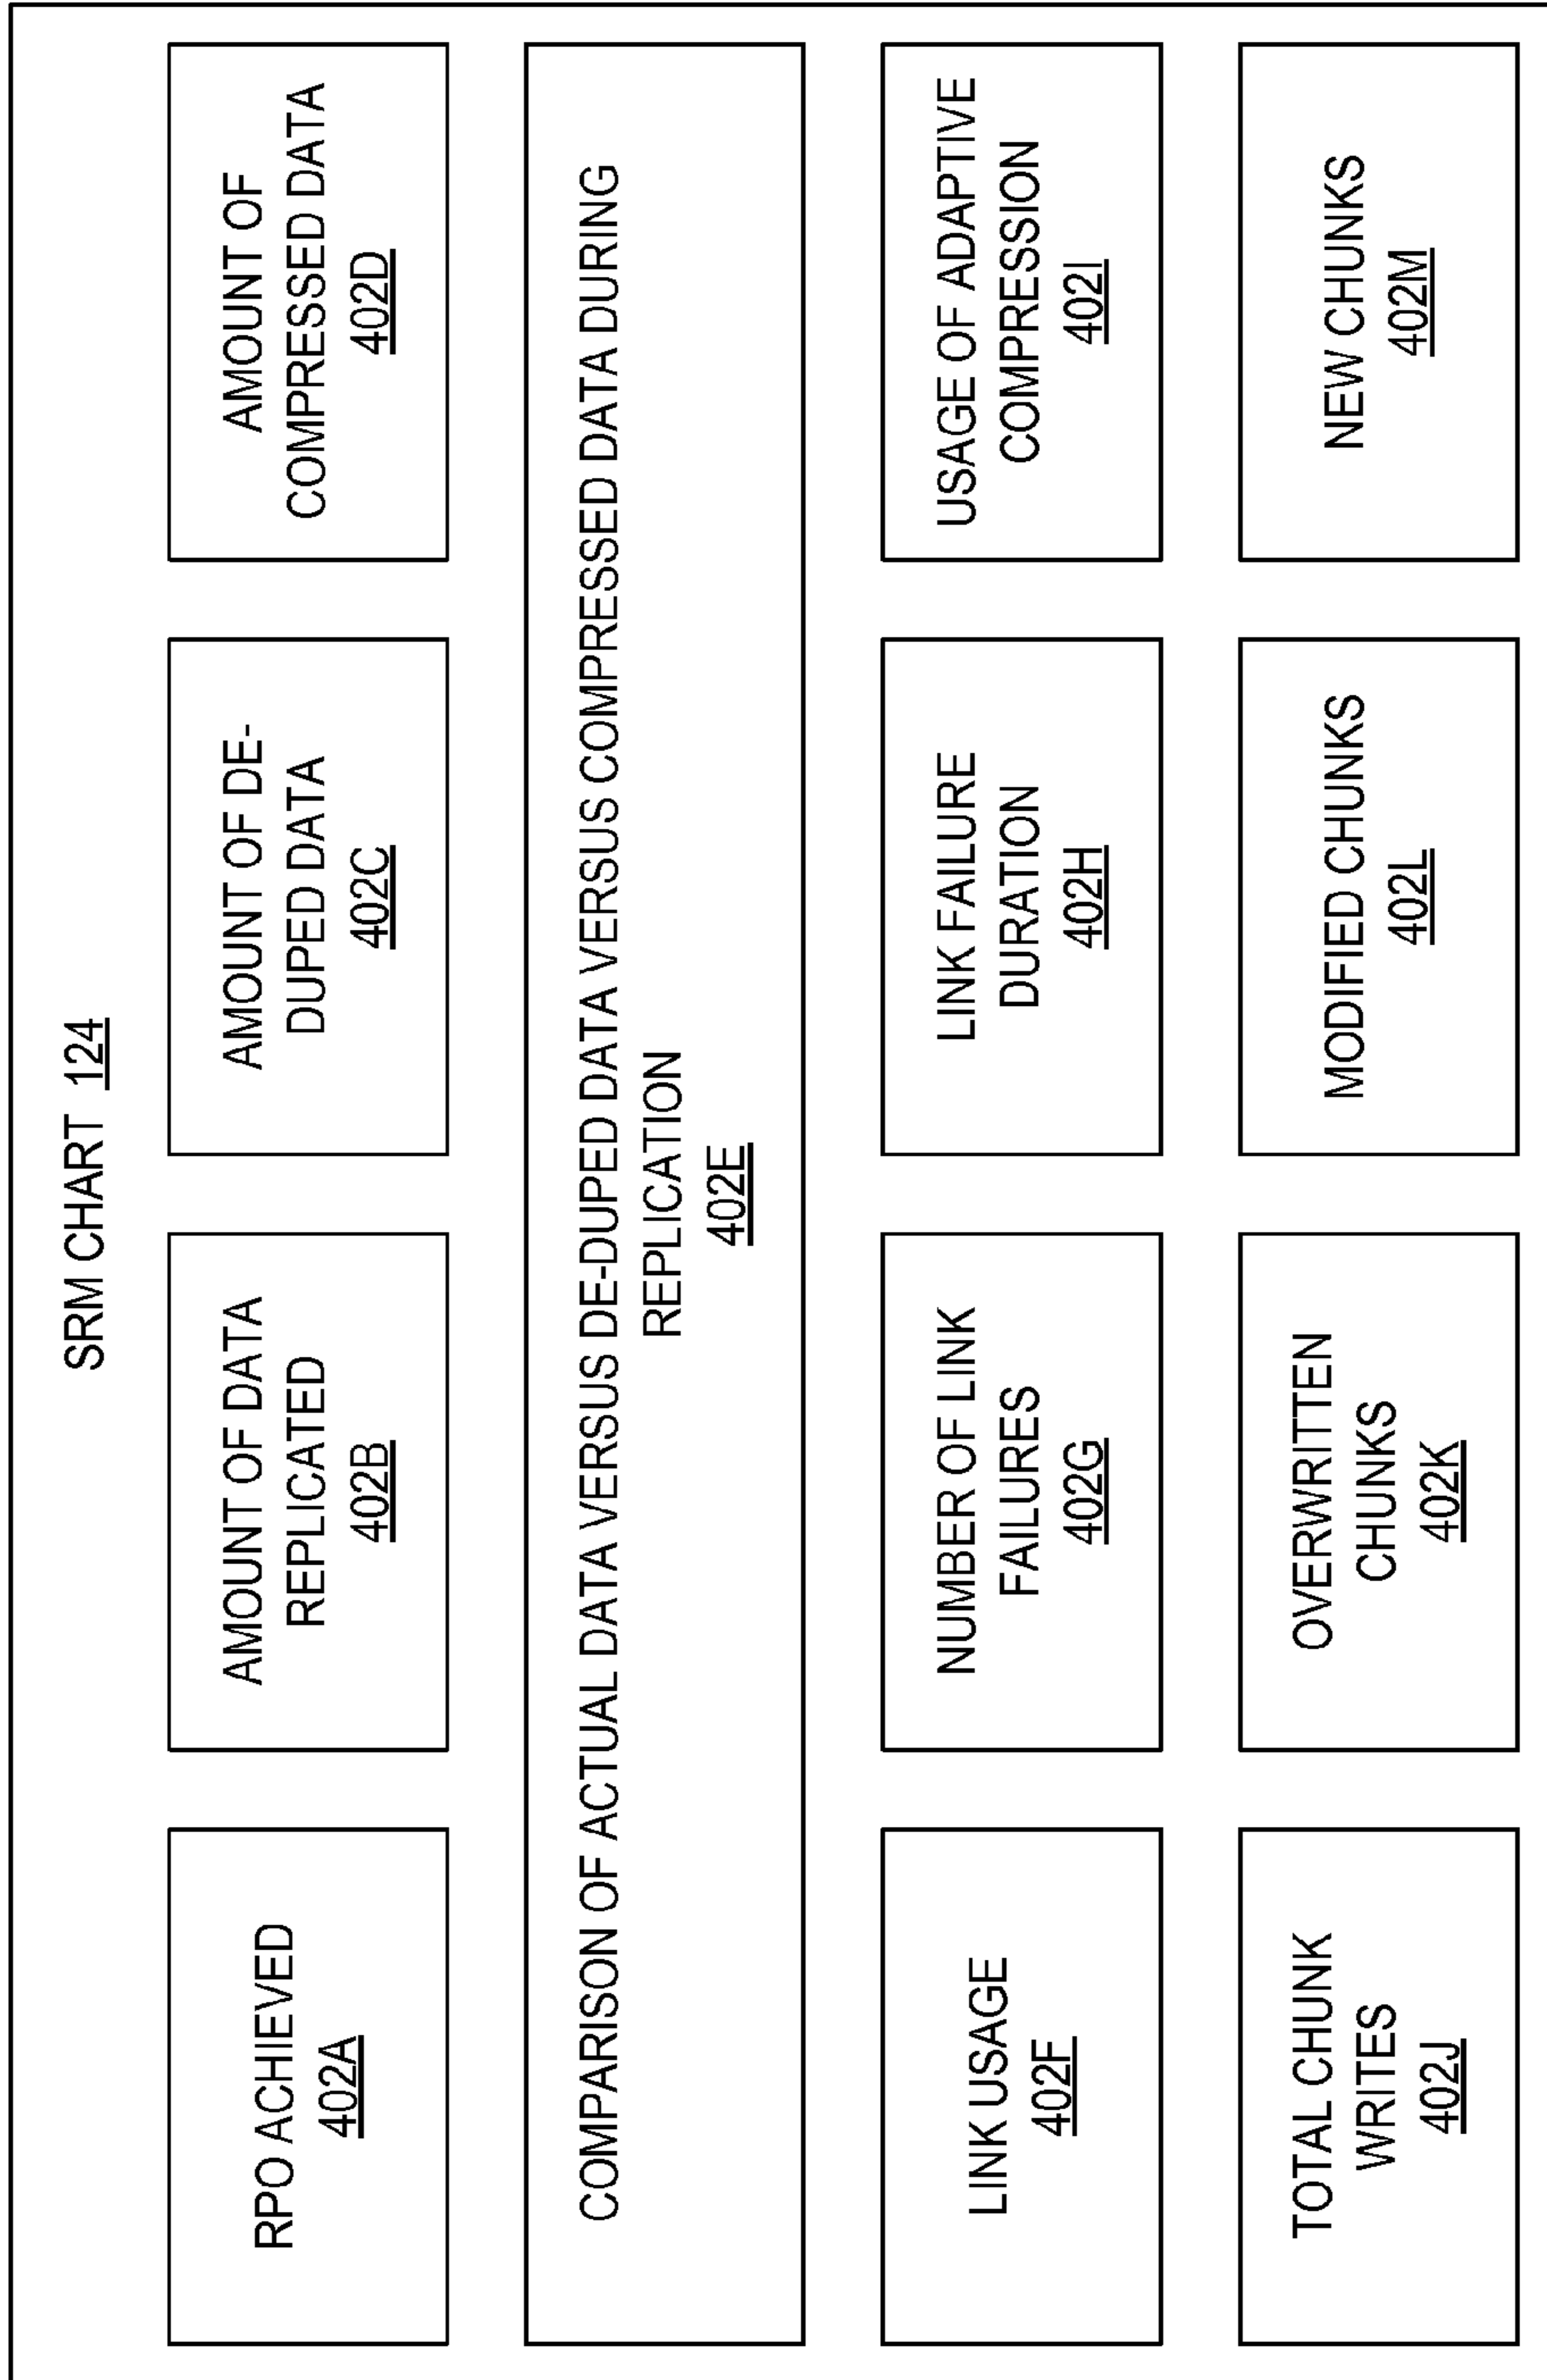 SRM CHART 124
RPO ACHIEVED
402A
AMOUNT OF DATA
REPLICATED
402B
AMOUNT OF DE-
DUPED DATA
402C
AMOUNT OF
COMPRESSED DATA
402D
COMPARISON OF ACTUAL DATA VERSUS DE-DUPED DATA VERSUS COMPRESSED DATA DURING
REPLICATION
402E
LINK USAGE
402F
NUMBER OF LINK
FAILURES
402G
LINK FAILURE
DURATION
402H
USAGE OF ADAPTIVE
COMPRESSION
402I
TOTAL CHUNK
WRITES
402J
OVERWRITTEN
CHUNKS
402K
MODIFIED CHUNKS
402L
NEW CHUNKS
402M